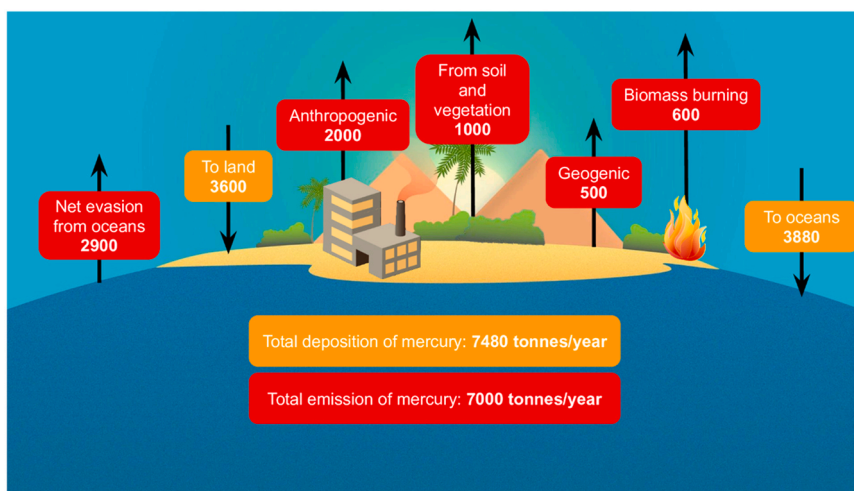 Net evasion
from oceans
2900
To land
3600
Anthropogenic
2000
From soil
and
vegetation
1000
Geogenic
500
Biomass burning
600
To oceans
3880
Total deposition of mercury: 7480 tonnes/year
Total emission of mercury: 7000 tonnes/year